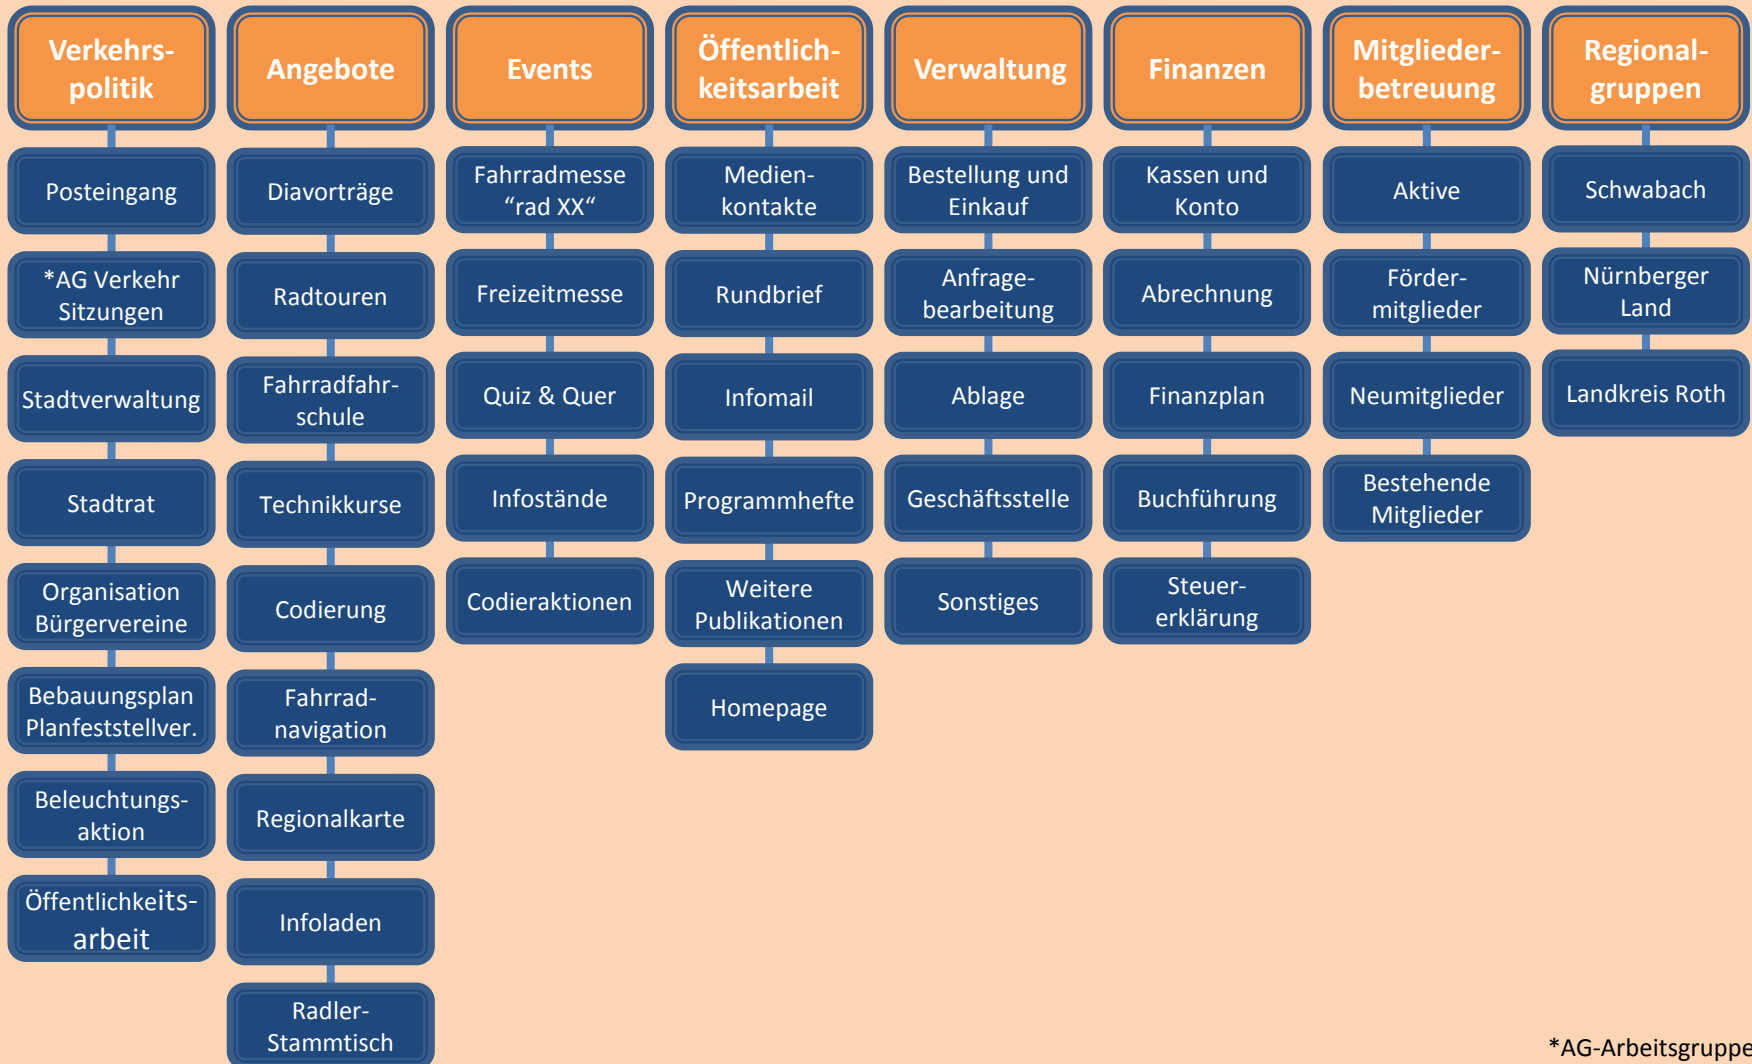 Verkehrs-
politik
Posteingang
*AG Verkehr
Sitzungen
Stadtverwaltung
Stadtrat
Organisation
Bürgervereine
Bebauungsplan
Planfeststellver.
Beleuchtungs-
aktion
Öffentlichkeits-
arbeit
Angebote
Diavorträge
Radtouren
Fahrradfahr-
schule
Technikkurse
Codierung
Fahrrad-
navigation
Regionalkarte
Infoladen
Radler-
Stammtisch
Events
Fahrradmesse
“rad XX“
Freizeitmesse
Quiz & Quer
Infostände
Codieraktionen
Öffentlich-
keitsarbeit
Medien-
kontakte
Rundbrief
Infomail
Programmhefte
Weitere
Publikationen
Homepage
Verwaltung
Bestellung und
Einkauf
Anfrage-
bearbeitung
Ablage
Geschäftsstelle
Sonstiges
Finanzen
Kassen und
Konto
Abrechnung
Finanzplan
Buchführung
Steuer-
erklärung
Mitglieder-
betreuung
Aktive
Förder-
mitglieder
Neumitglieder
Bestehende
Mitglieder
Regional-
gruppen
Schwabach
Nürnberger
Land
Landkreis Roth
*AG-Arbeitsgruppe